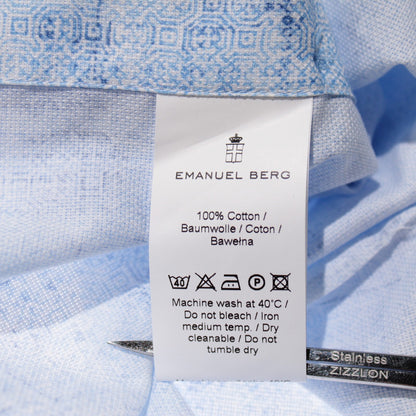 EMANUEL BERG
100% Cotton /
Baumwolle / Coton /
Bawełna
40 P
Machine wash at 40°C /
Do not bleach / Iron
medium temp. / Dry
cleanable / Do not
tumble dry
Stainless
ZIZZLON